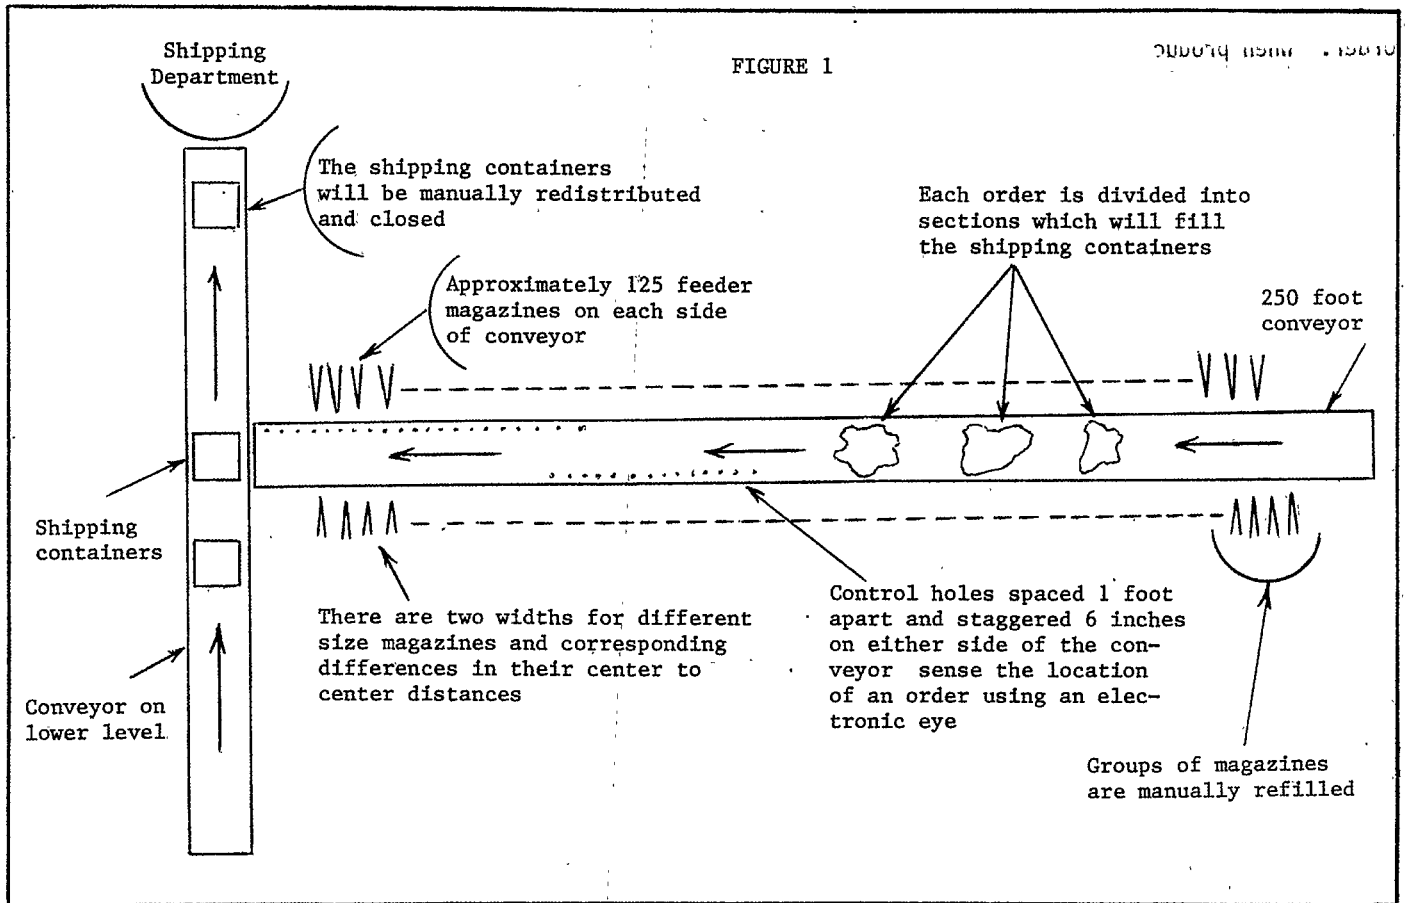 Shipping
Department
FIGURE 1
The shipping containers
will be manually redistributed
and closed
Each order is divided into
sections which will fill
the shipping containers
Approximately 125 feeder
magazines on each side
of conveyor
250 foot
conveyor
Shipping
containers
There are two widths for different
size magazines and corresponding
differences in their center to
center distances
Control holes spaced 1 foot
apart and staggered 6 inches
on either side of the con-
veyor sense the location
of an order using an elec-
tronic eye
Conveyor on
lower level
Groups of magazines
are manually refilled